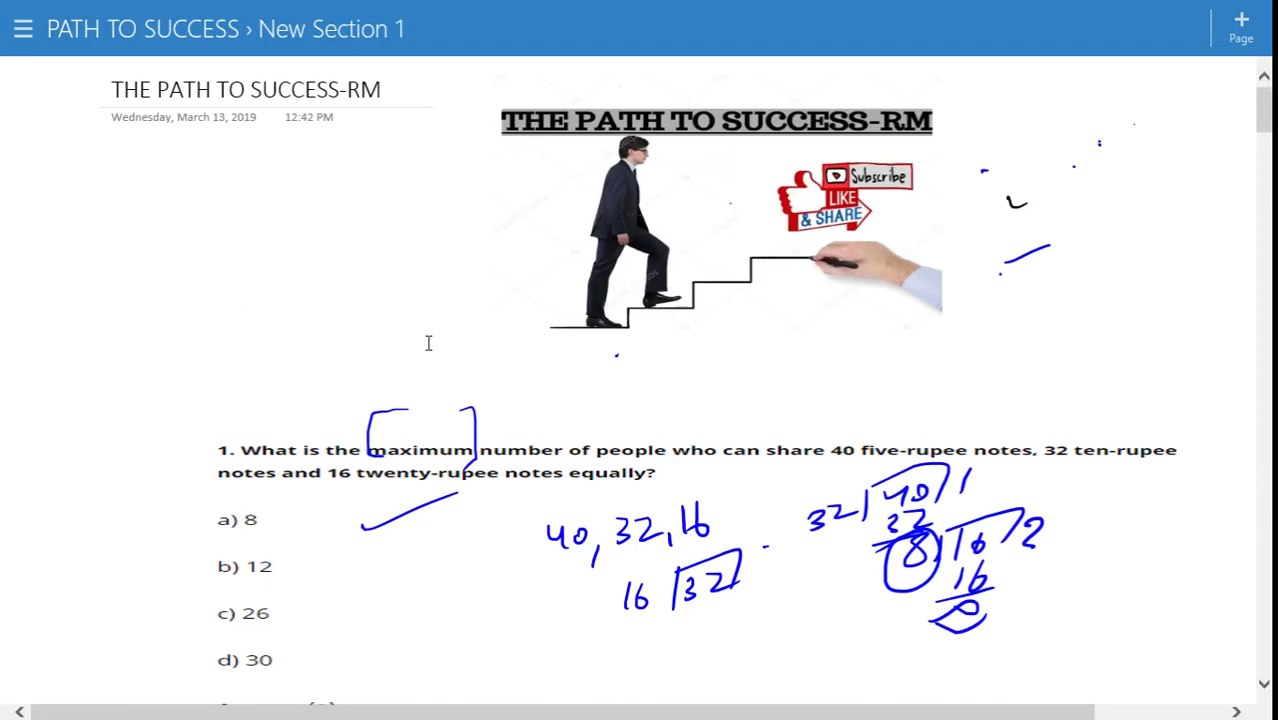 PATH TO SUCCESS › New Section 1
Page
THE PATH TO SUCCESS-RM
Wednesday, March 13, 2019 12:42 PM
THE PATH TO SUCCESS-RM
Subscribe
LIKE
& SHARE
1. What is the maximum number of people who can share 40 five-rupee notes, 32 ten-rupee
notes and 16 twenty-rupee notes equally?
a) 8
b) 12
c) 26
d) 30
40, 32, 16
16 32
32 40 1
32
8 16 2
16
0